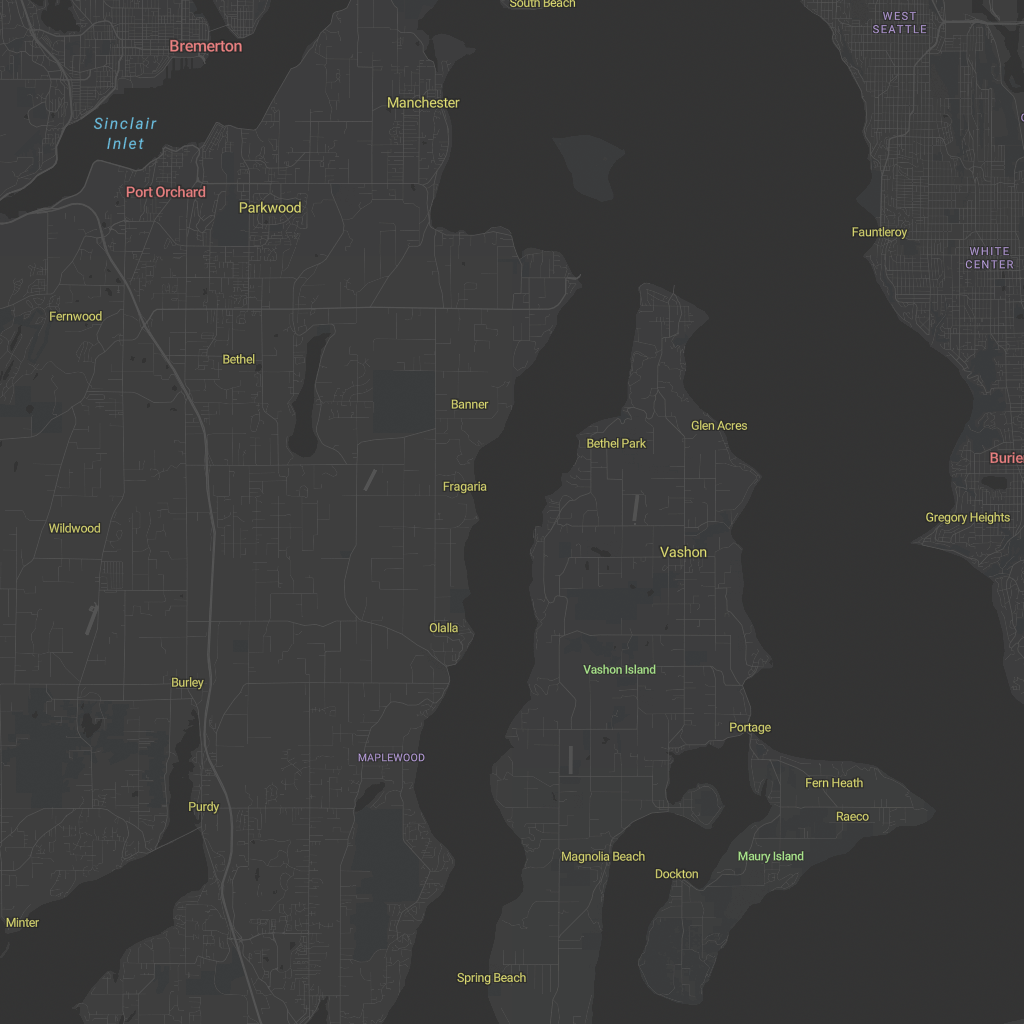 South Beach
WEST
SEATTLE
Bremerton
Manchester
Sinclair
Inlet
Port Orchard
Parkwood
Fauntleroy
WHITE
CENTER
Fernwood
Bethel
Banner
Glen Acres
Bethel Park
Burie
Fragaria
Gregory Heights
Wildwood
Vashon
Olalla
Vashon Island
Burley
Portage
MAPLEWOOD
Fern Heath
Purdy
Raeco
Magnolia Beach
Maury Island
Dockton
Minter
Spring Beach